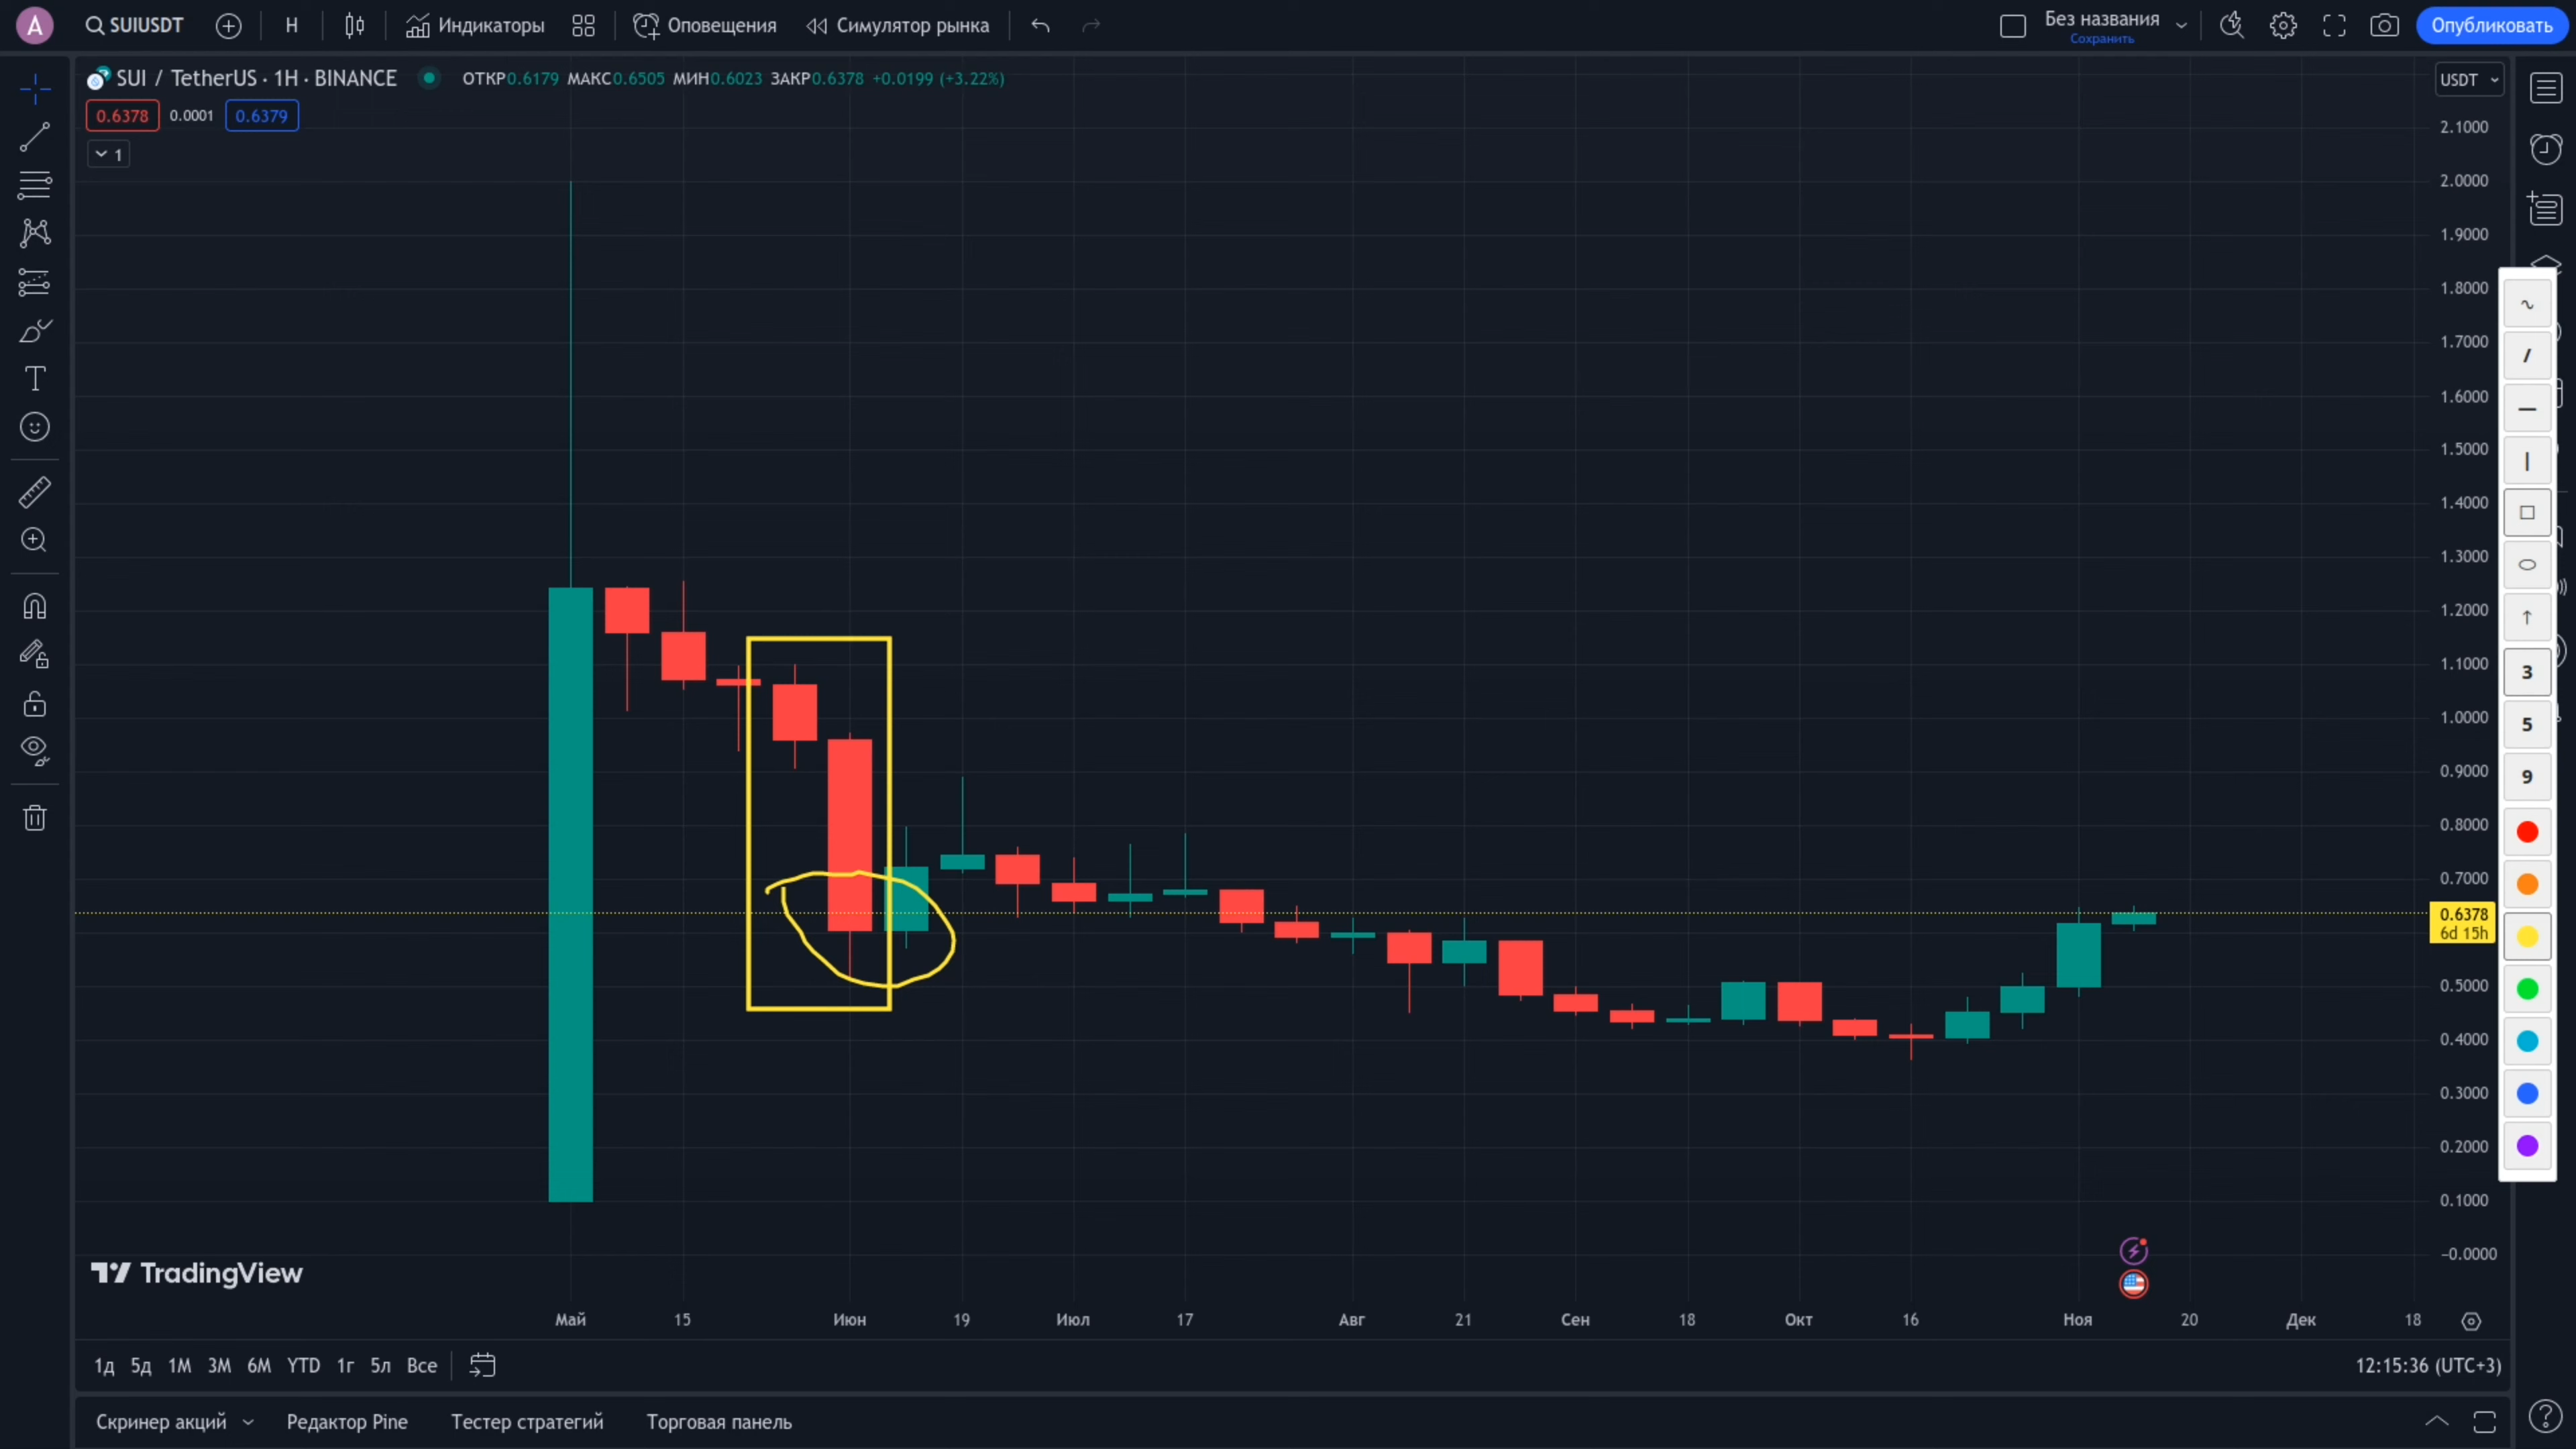 A SUIUSDT H Индикаторы Оповещения Симулятор рынка Без названия Опубликовать
Сохранить
SUI / TetherUS · 1Н · BINANCE ОТКР0.6179 МАКС0.6505 МИН0.6023 ЗАКР0.6378 +0.0199 (+3.22%)
USDT
0.6378 0.0001 0.6379
1
2.1000
2.0000
1.9000
1.8000
1.7000
1.6000
1.5000
1.4000
1.3000
1.2000
1.1000
1.0000
0.9000
0.8000
0.7000
0.6378
6d 15h
0.5000
0.4000
0.3000
0.2000
0.1000
−0.0000
3
5
9
TradingView
Май 15 Июн 19 Июл 17 Авг 21 Сен 18 Окт 16 Ноя 20 Дек 18
1д 5д 1М 3М 6М YTD 1г 5л Все 12:15:36 (UTC+3)
Скринер акций Редактор Pine Тестер стратегий Торговая панель